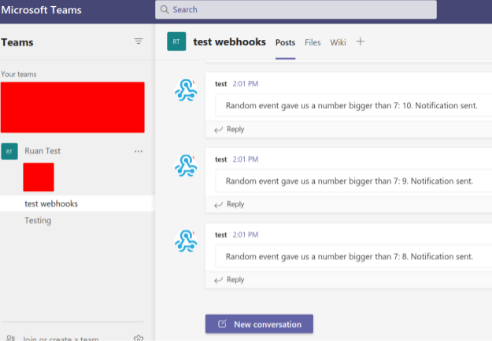 Microsoft Teams
Search
Teams
Your teams
RT Ruan Test ...
test webhooks
Testing
Join or create a team
RT test webhooks Posts Files Wiki +
test 2:01 PM
Random event gave us a number bigger than 7: 10. Notification sent.
Reply
test 2:01 PM
Random event gave us a number bigger than 7: 9. Notification sent.
Reply
test 2:01 PM
Random event gave us a number bigger than 7: 8. Notification sent.
Reply
New conversation